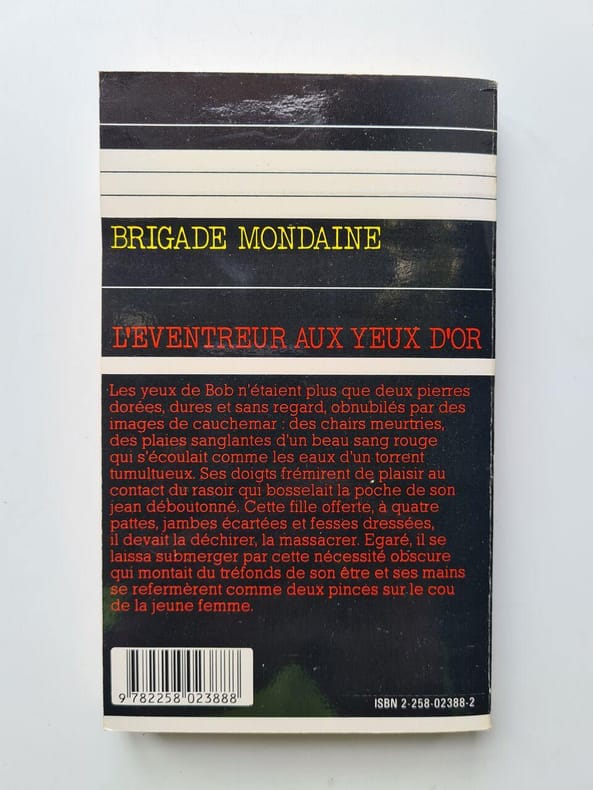 BRIGADE MONDAINE
L'EVENTREUR AUX YEUX D'OR
Les yeux de Bob n'étaient plus que deux pierres
dorées, dures et sans regard, obnubilés par des
images de cauchemar : des chairs meurtries,
des plaies sanglantes d'un beau sang rouge
qui s'écoulait comme les eaux d'un torrent
tumultueux. Ses doigts frémirent de plaisir au
contact du rasoir qui bosselait la poche de son
jean déboutonné. Cette fille offerte, à quatre
pattes, jambes écartées et fesses dressées,
il devait la déchirer, la massacrer. Egaré, il se
laissa submerger par cette nécessité obscure
qui montait du tréfonds de son être et ses mains
se refermèrent comme deux pinces sur le cou
de la jeune femme.
9 782258 023888
ISBN 2-258-02388-2